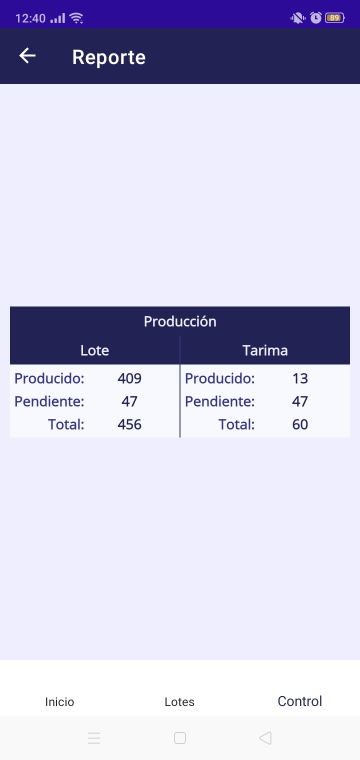 12:40 89
Reporte
Producción
Lote Tarima
Producido: 409 Producido: 13
Pendiente: 47 Pendiente: 47
Total: 456 Total: 60
Inicio Lotes Control